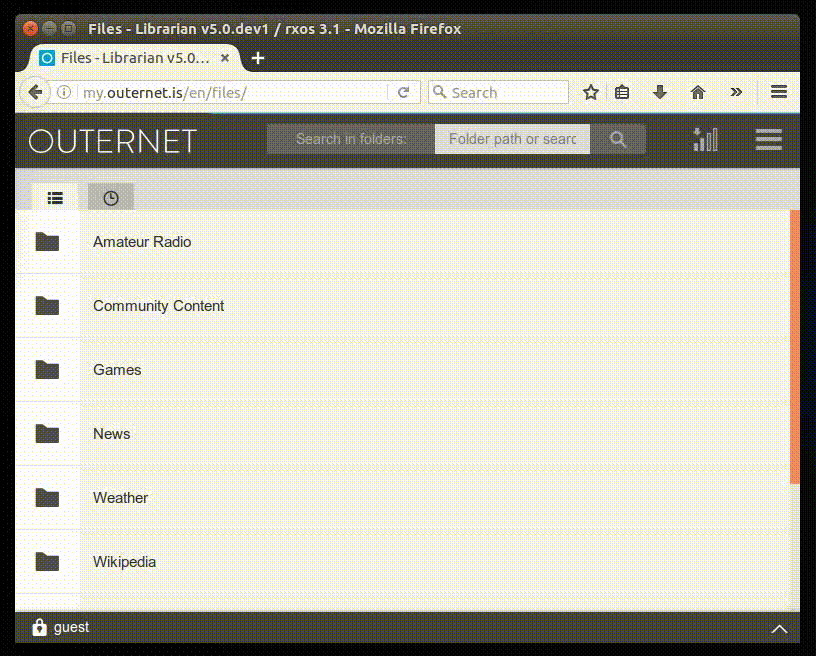 Files - Librarian v5.0.dev1 / rxos 3.1 - Mozilla Firefox
Files - Librarian v5.0...
my.outernet.is/en/files/
Search
OUTERNET
Search in folders:
Folder path or searc
Amateur Radio
Community Content
Games
News
Weather
Wikipedia
guest